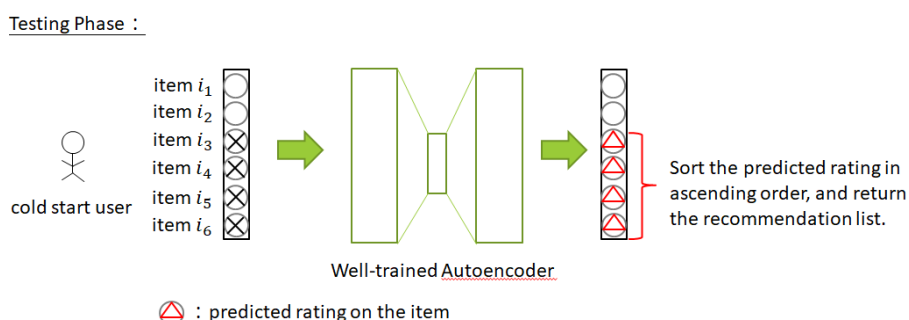 Testing Phase：
item i₁
item i₂
item i₃
item i₄
item i₅
item i₆
cold start user
Sort the predicted rating in
ascending order, and return
the recommendation list.
Well-trained Autoencoder
：predicted rating on the item